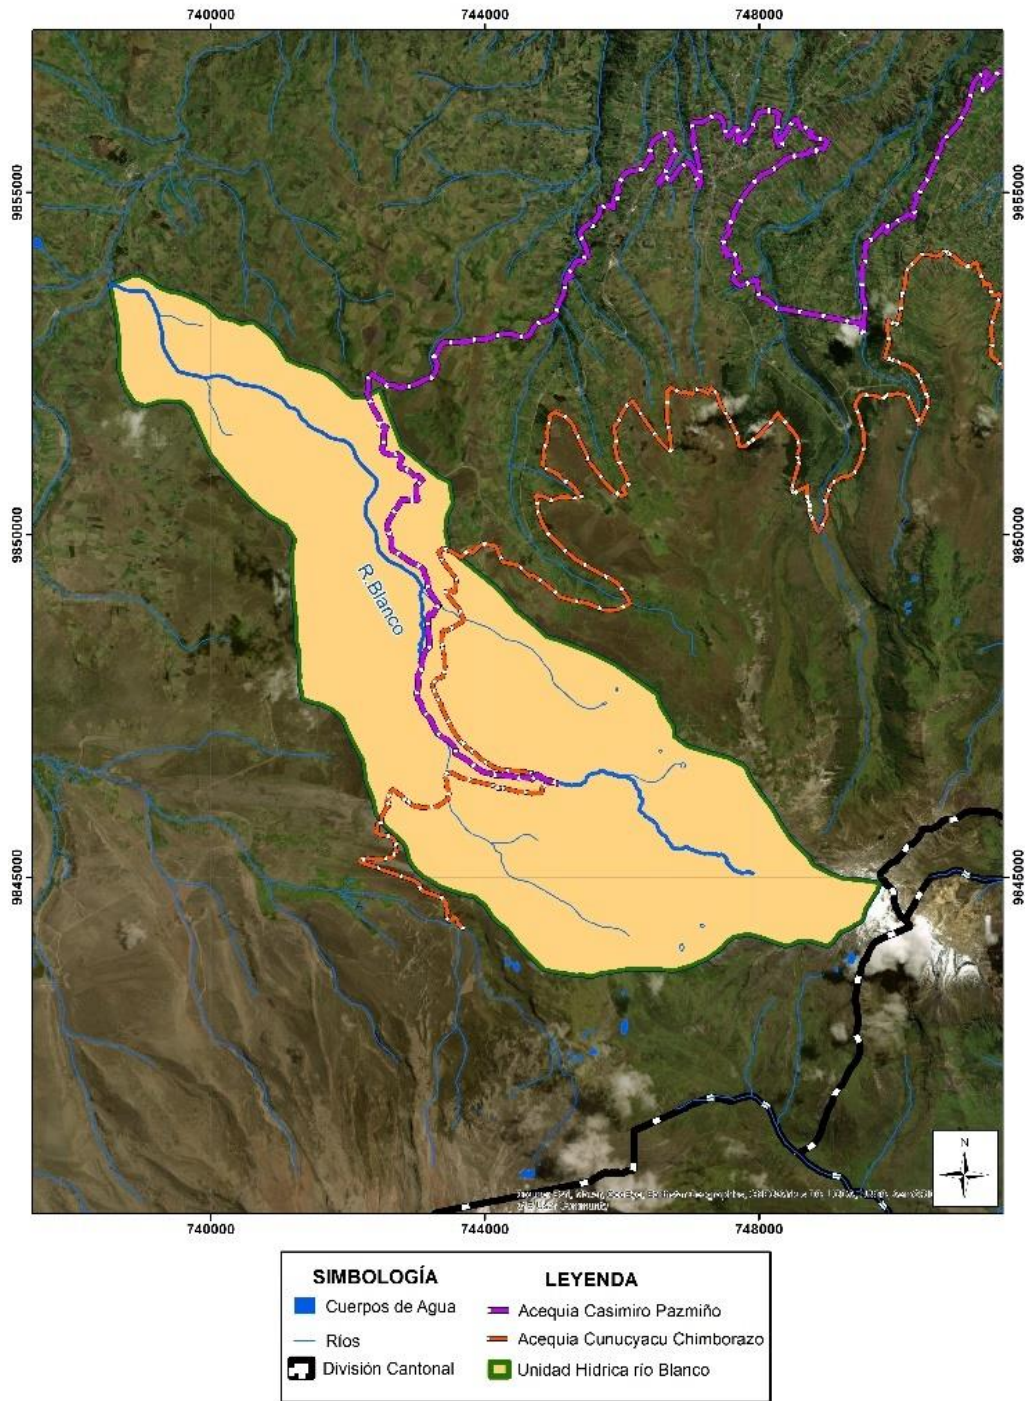 740000 744000 748000
9855000 9855000
9850000 9850000
R.Blanco
9845000 9845000
N
740000 744000 748000
SIMBOLOGÍA
Cuerpos de Agua
Ríos
División Cantonal
LEYENDA
Acequia Casimiro Pazmiño
Acequia Cunucyacu Chimborazo
Unidad Hídrica río Blanco